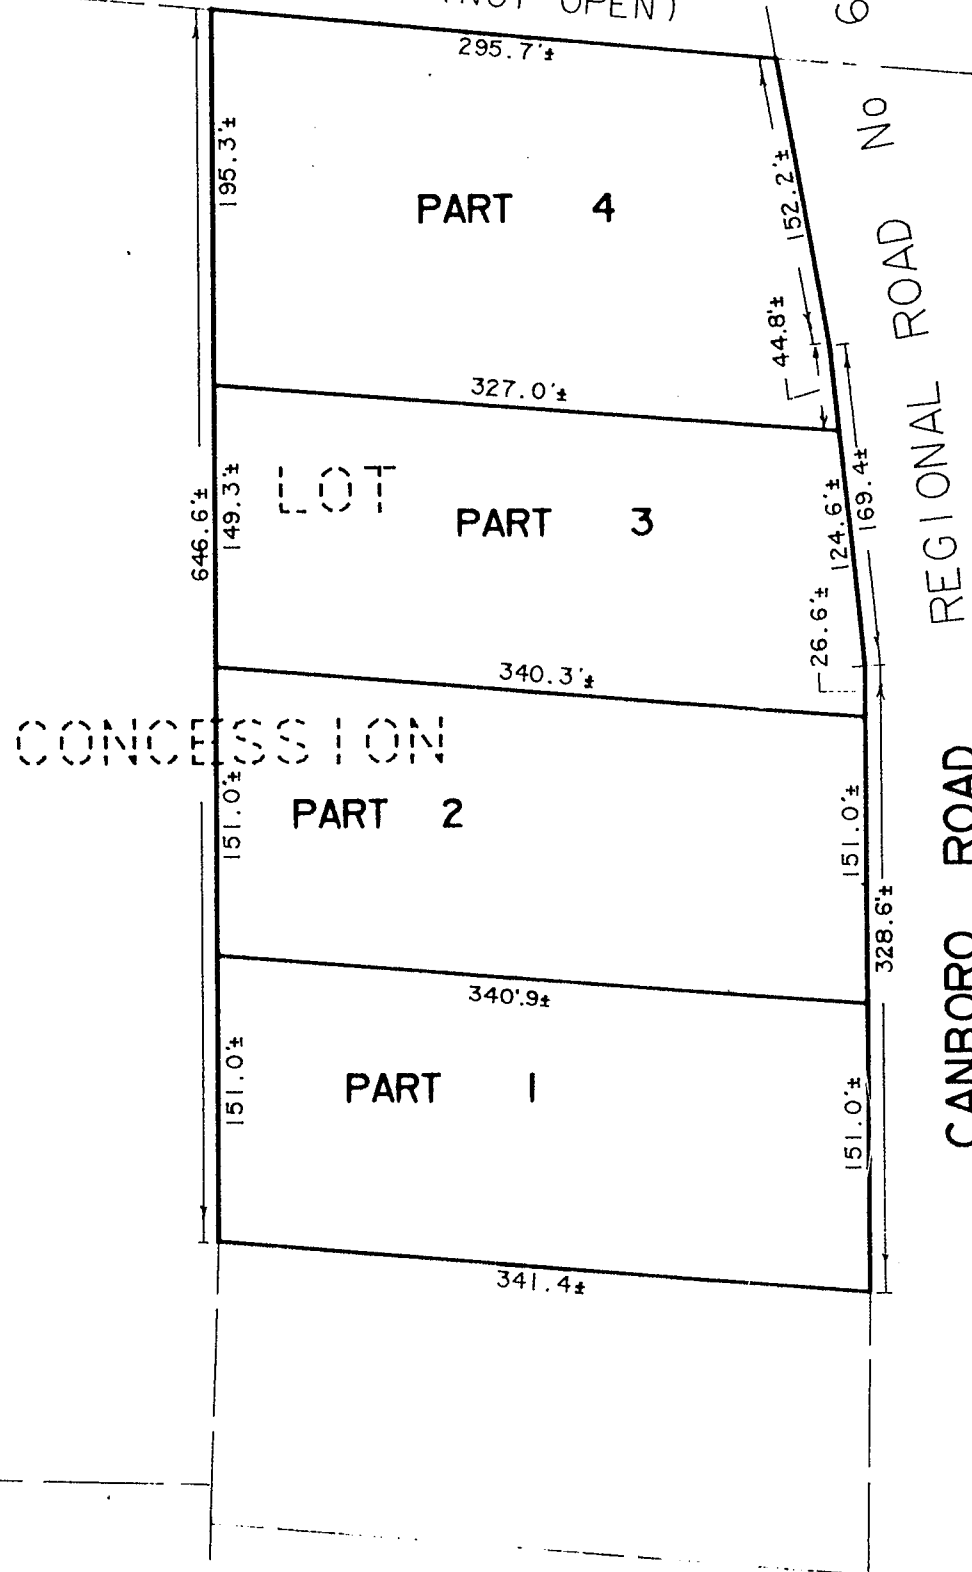 (NOT OPEN)
6
295.7'±
195.3'±
152.2'±
PART 4
REGIONAL ROAD No
44.8'±
327.0'±
LOT
646.6'±
149.3'±
PART 3
124.6'±
169.4±
26.6'±
340.3'±
CONCESSION
151.0'±
PART 2
151.0'±
328.6'±
CANBORO ROAD
340'.9±
151.0'±
PART 1
151.0'±
341.4±